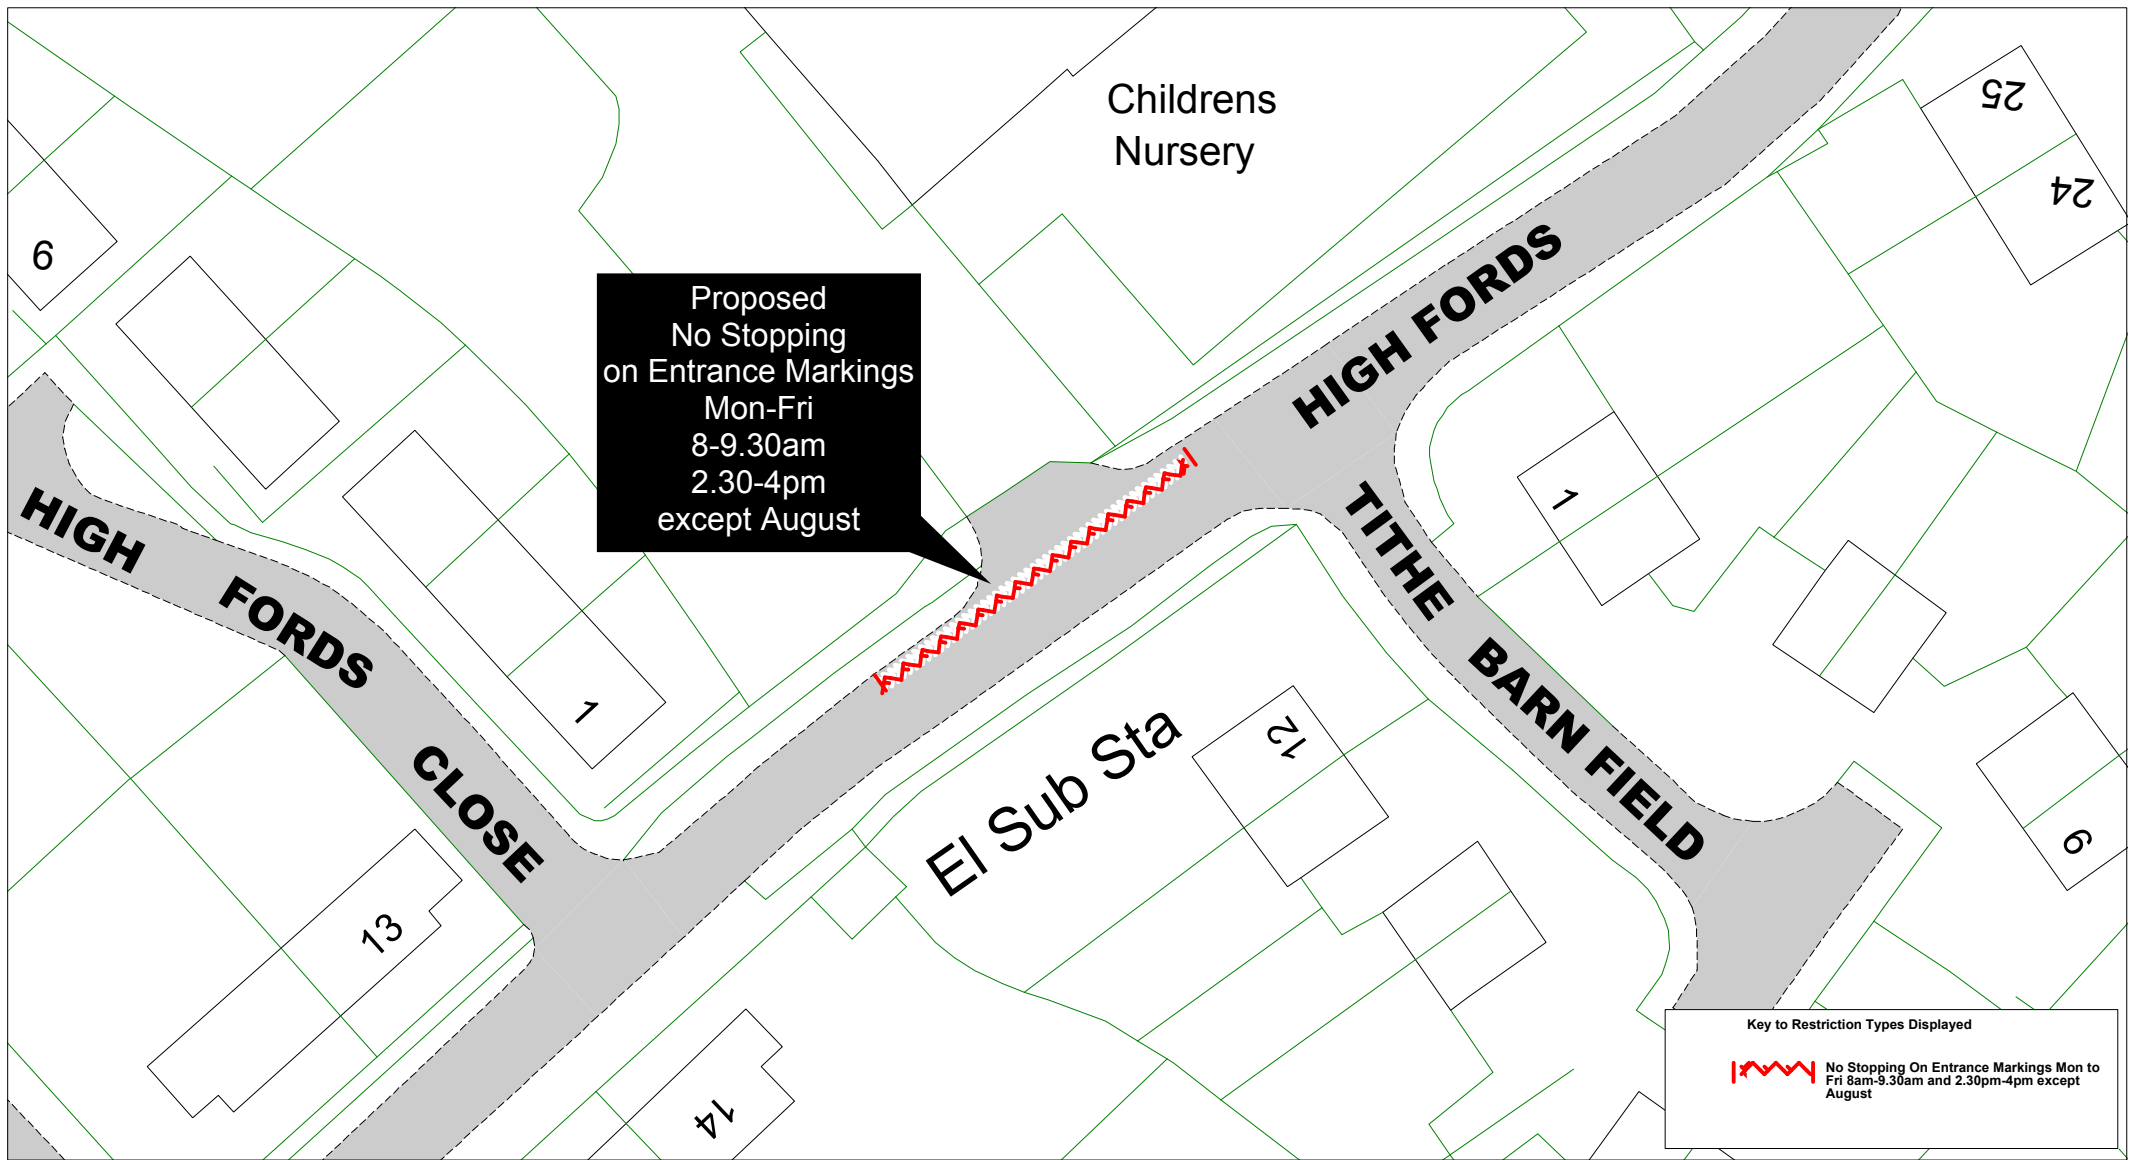 Childrens
Nursery
25
24
9
Proposed
No Stopping
on Entrance Markings
Mon-Fri
8-9.30am
2.30-4pm
except August
HIGH FORDS
HIGH FORDS CLOSE
TITHE BARN FIELD
1
1
El Sub Sta
12
9
13
14
Key to Restriction Types Displayed
No Stopping On Entrance Markings Mon to
Fri 8am-9.30am and 2.30pm-4pm except
August